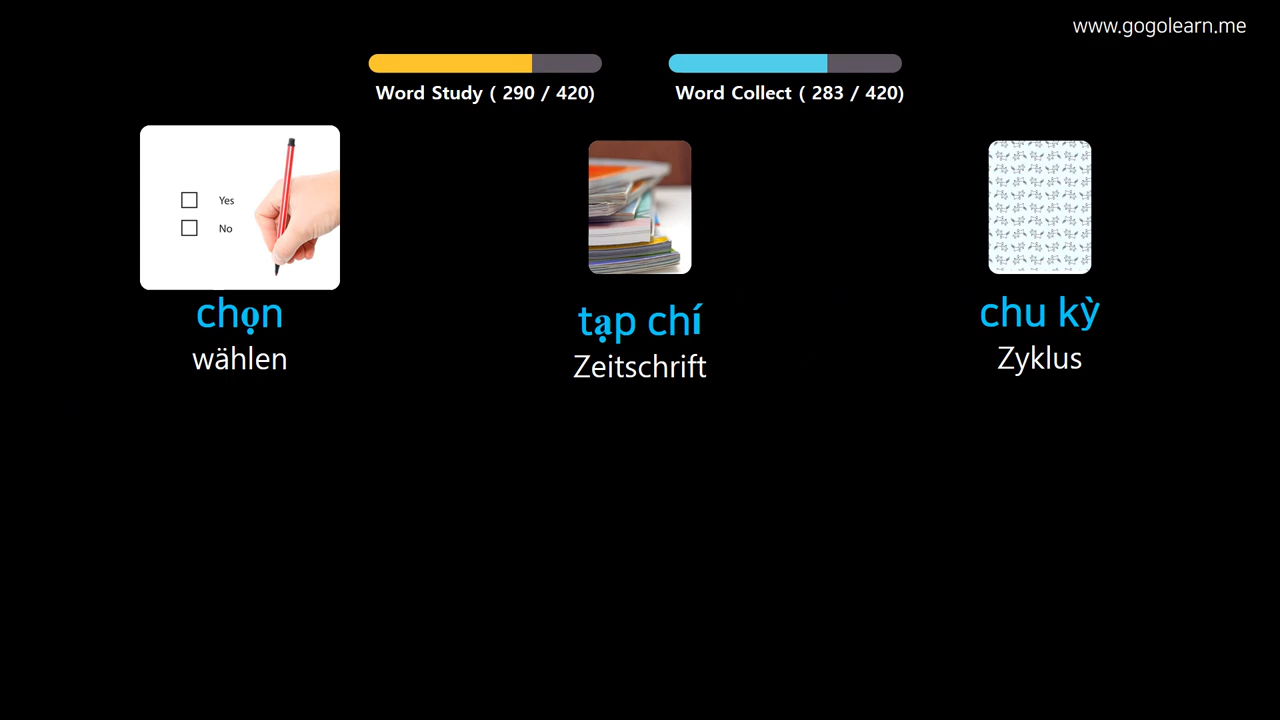 www.gogolearn.me
Word Study ( 290 / 420)
Word Collect ( 283 / 420)
Yes
No
chọn
wählen
tạp chí
Zeitschrift
chu kỳ
Zyklus